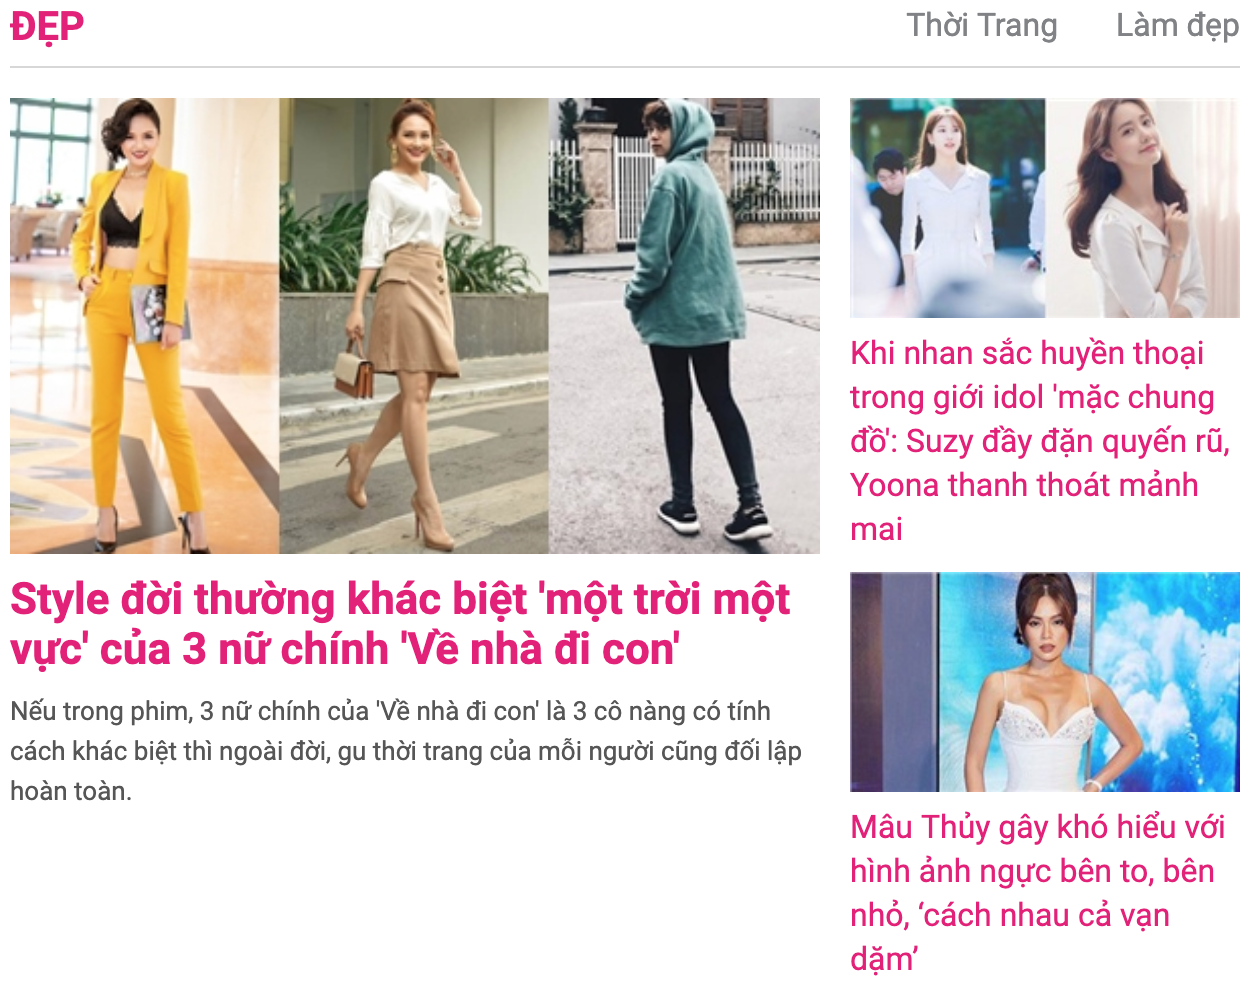 ĐẸP
Thời Trang
Làm đẹp
Style đời thường khác biệt 'một trời một
vực' của 3 nữ chính 'Về nhà đi con'
Nếu trong phim, 3 nữ chính của 'Về nhà đi con' là 3 cô nàng có tính
cách khác biệt thì ngoài đời, gu thời trang của mỗi người cũng đối lập
hoàn toàn.
Khi nhan sắc huyền thoại
trong giới idol 'mặc chung
đồ': Suzy đầy đặn quyến rũ,
Yoona thanh thoát mảnh
mai
Mâu Thủy gây khó hiểu với
hình ảnh ngực bên to, bên
nhỏ, ‘cách nhau cả vạn
dặm’